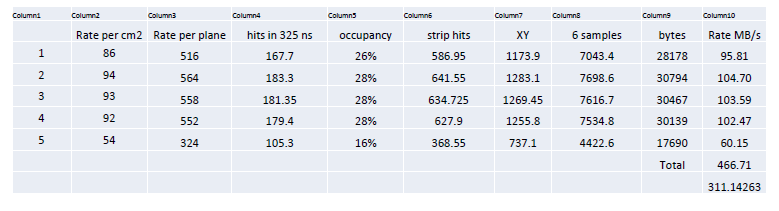 Column1 Column2 Column3 Column4 Column5 Column6 Column7 Column8 Column9 Column10
Rate per cm2 Rate per plane hits in 325 ns occupancy strip hits XY 6 samples bytes Rate MB/s
1 86 516 167.7 26% 586.95 1173.9 7043.4 28178 95.81
2 94 564 183.3 28% 641.55 1283.1 7698.6 30794 104.70
3 93 558 181.35 28% 634.725 1269.45 7616.7 30467 103.59
4 92 552 179.4 28% 627.9 1255.8 7534.8 30139 102.47
5 54 324 105.3 16% 368.55 737.1 4422.6 17690 60.15
Total 466.71
311.14263